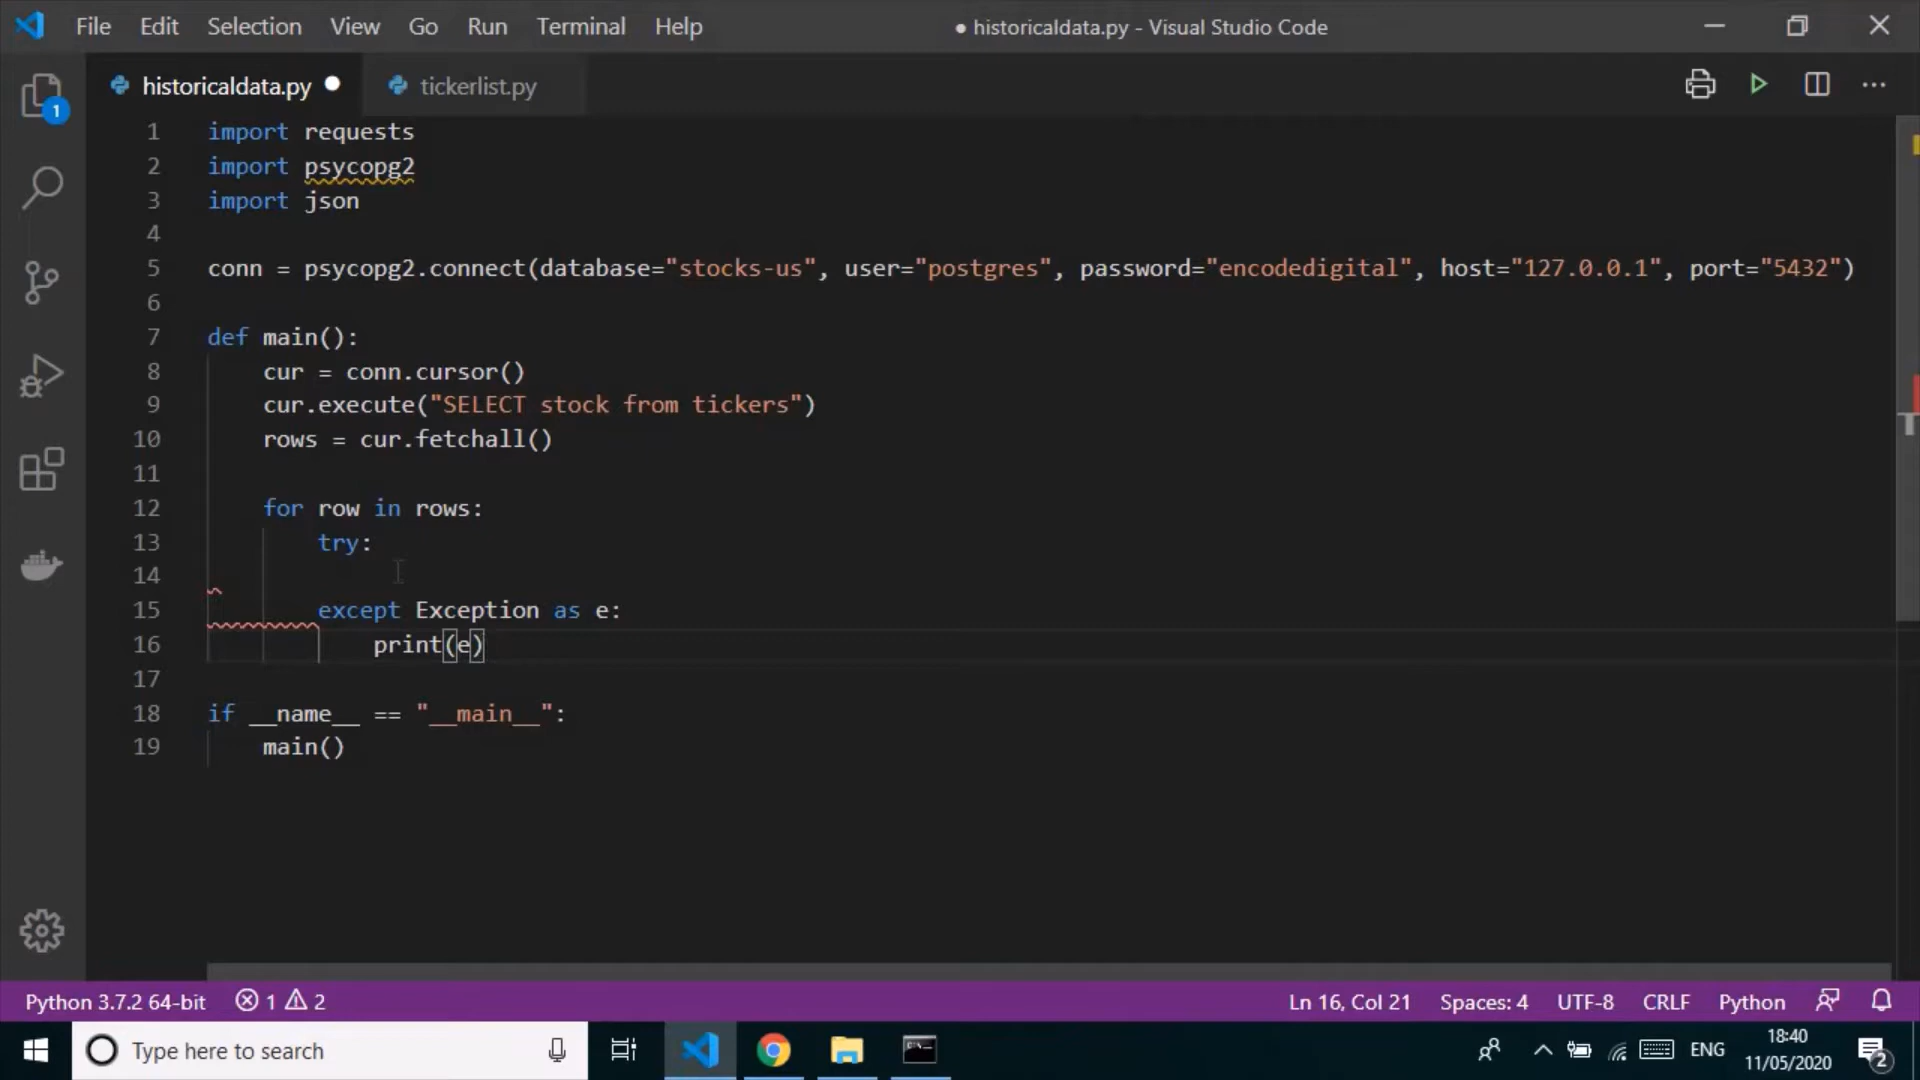 File Edit Selection View Go Run Terminal Help
● historicaldata.py - Visual Studio Code
historicaldata.py ●
tickerlist.py
1 import requests
2 import psycopg2
3 import json
4
5 conn = psycopg2.connect(database="stocks-us", user="postgres", password="encodedigital", host="127.0.0.1", port="5432")
6
7 def main():
8 cur = conn.cursor()
9 cur.execute("SELECT stock from tickers")
10 rows = cur.fetchall()
11
12 for row in rows:
13 try:
14
15 except Exception as e:
16 print(e)
17
18 if __name__ == "__main__":
19 main()
1
Python 3.7.2 64-bit 1 2
Ln 16, Col 21 Spaces: 4 UTF-8 CRLF Python
Type here to search
ENG
18:40
11/05/2020
2